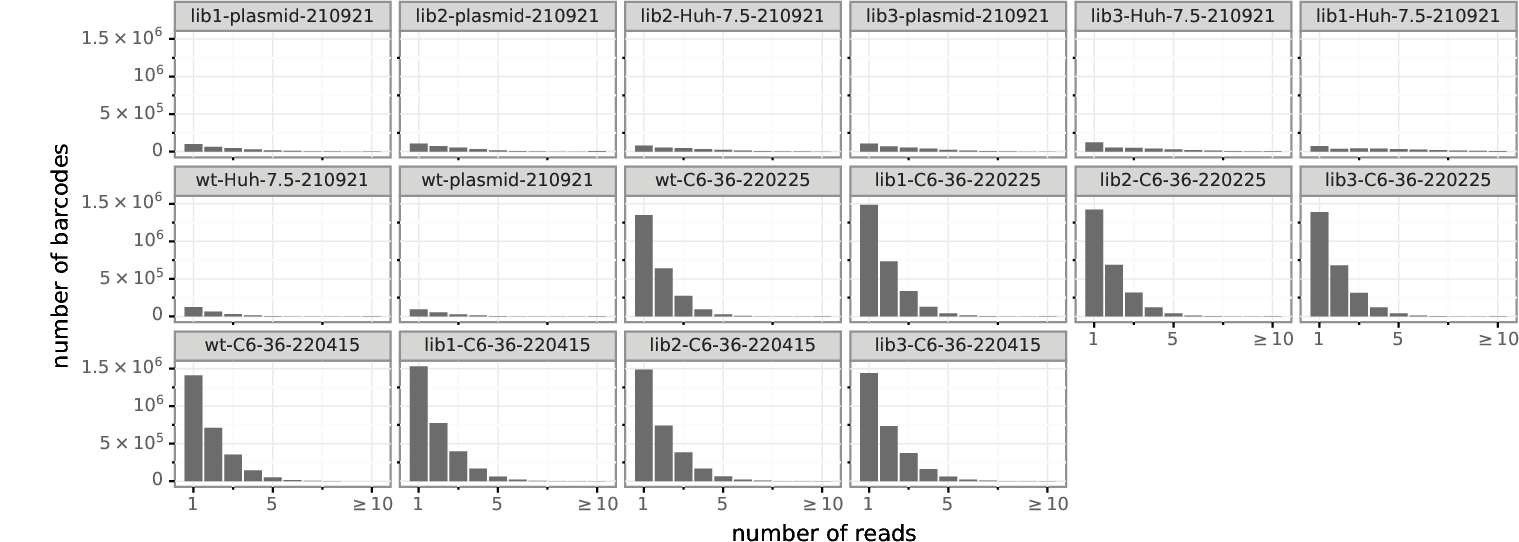 lib1-plasmid-210921 lib2-plasmid-210921 lib2-Huh-7.5-210921 lib3-plasmid-210921 lib3-Huh-7.5-210921 lib1-Huh-7.5-210921
1.5 × 10⁶
10⁶
5 × 10⁵
0
wt-Huh-7.5-210921 wt-plasmid-210921 wt-C6-36-220225 lib1-C6-36-220225 lib2-C6-36-220225 lib3-C6-36-220225
1.5 × 10⁶
10⁶
5 × 10⁵
0
1 5 ≥ 10 1 5 ≥ 10
number of barcodes
wt-C6-36-220415 lib1-C6-36-220415 lib2-C6-36-220415 lib3-C6-36-220415
1.5 × 10⁶
10⁶
5 × 10⁵
0
1 5 ≥ 10 1 5 ≥ 10 1 5 ≥ 10 1 5 ≥ 10
number of reads